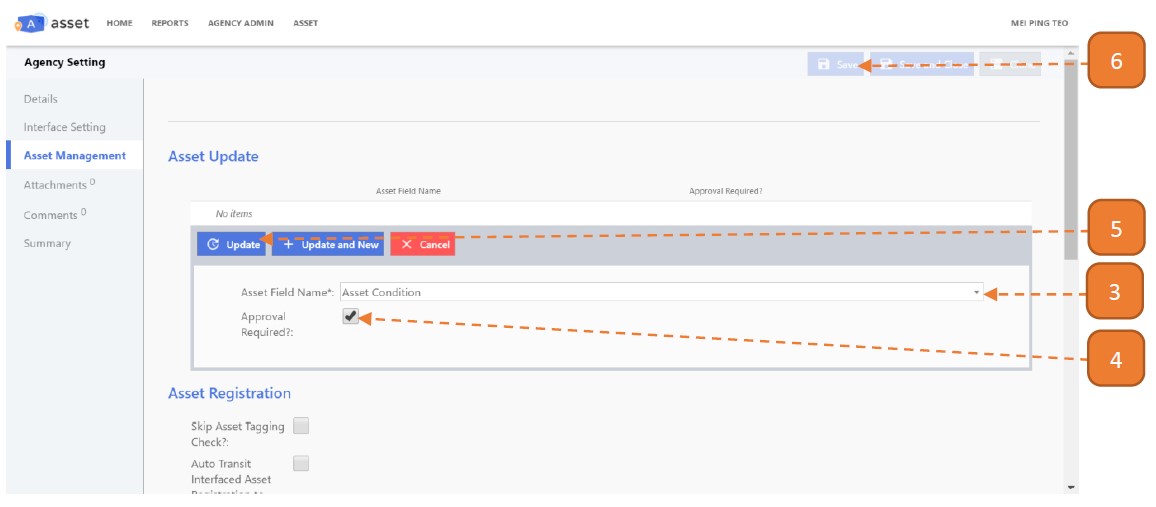 A asset HOME REPORTS AGENCY ADMIN ASSET MEI PING TEO
Agency Setting Save 6
Details
Interface Setting
Asset Management
Attachments 0
Comments 0
Summary
Asset Update
Asset Field Name Approval Required?
No items
Update Update and New Cancel 5
Asset Field Name*: Asset Condition 3
Approval
Required?:
4
Asset Registration
Skip Asset Tagging
Check?:
Auto Transit
Interfaced Asset
Registration to